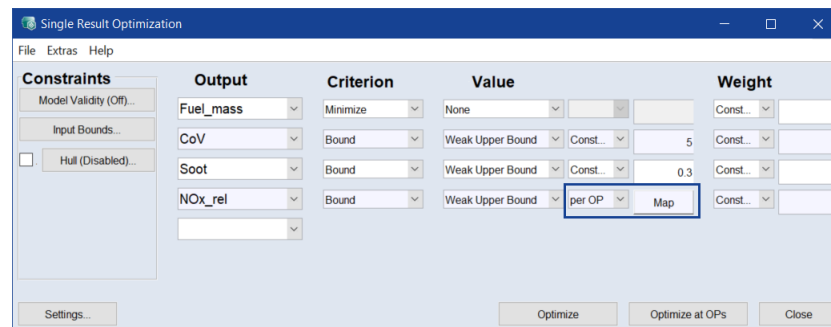 Single Result Optimization
File Extras Help
Constraints Output Criterion Value Weight
Model Validity (Off)... Fuel_mass Minimize None Const...
Input Bounds... CoV Bound Weak Upper Bound Const... 5 Const...
Hull (Disabled)... Soot Bound Weak Upper Bound Const... 0.3 Const...
NOx_rel Bound Weak Upper Bound per OP Map Const...
Settings... Optimize Optimize at OPs Close